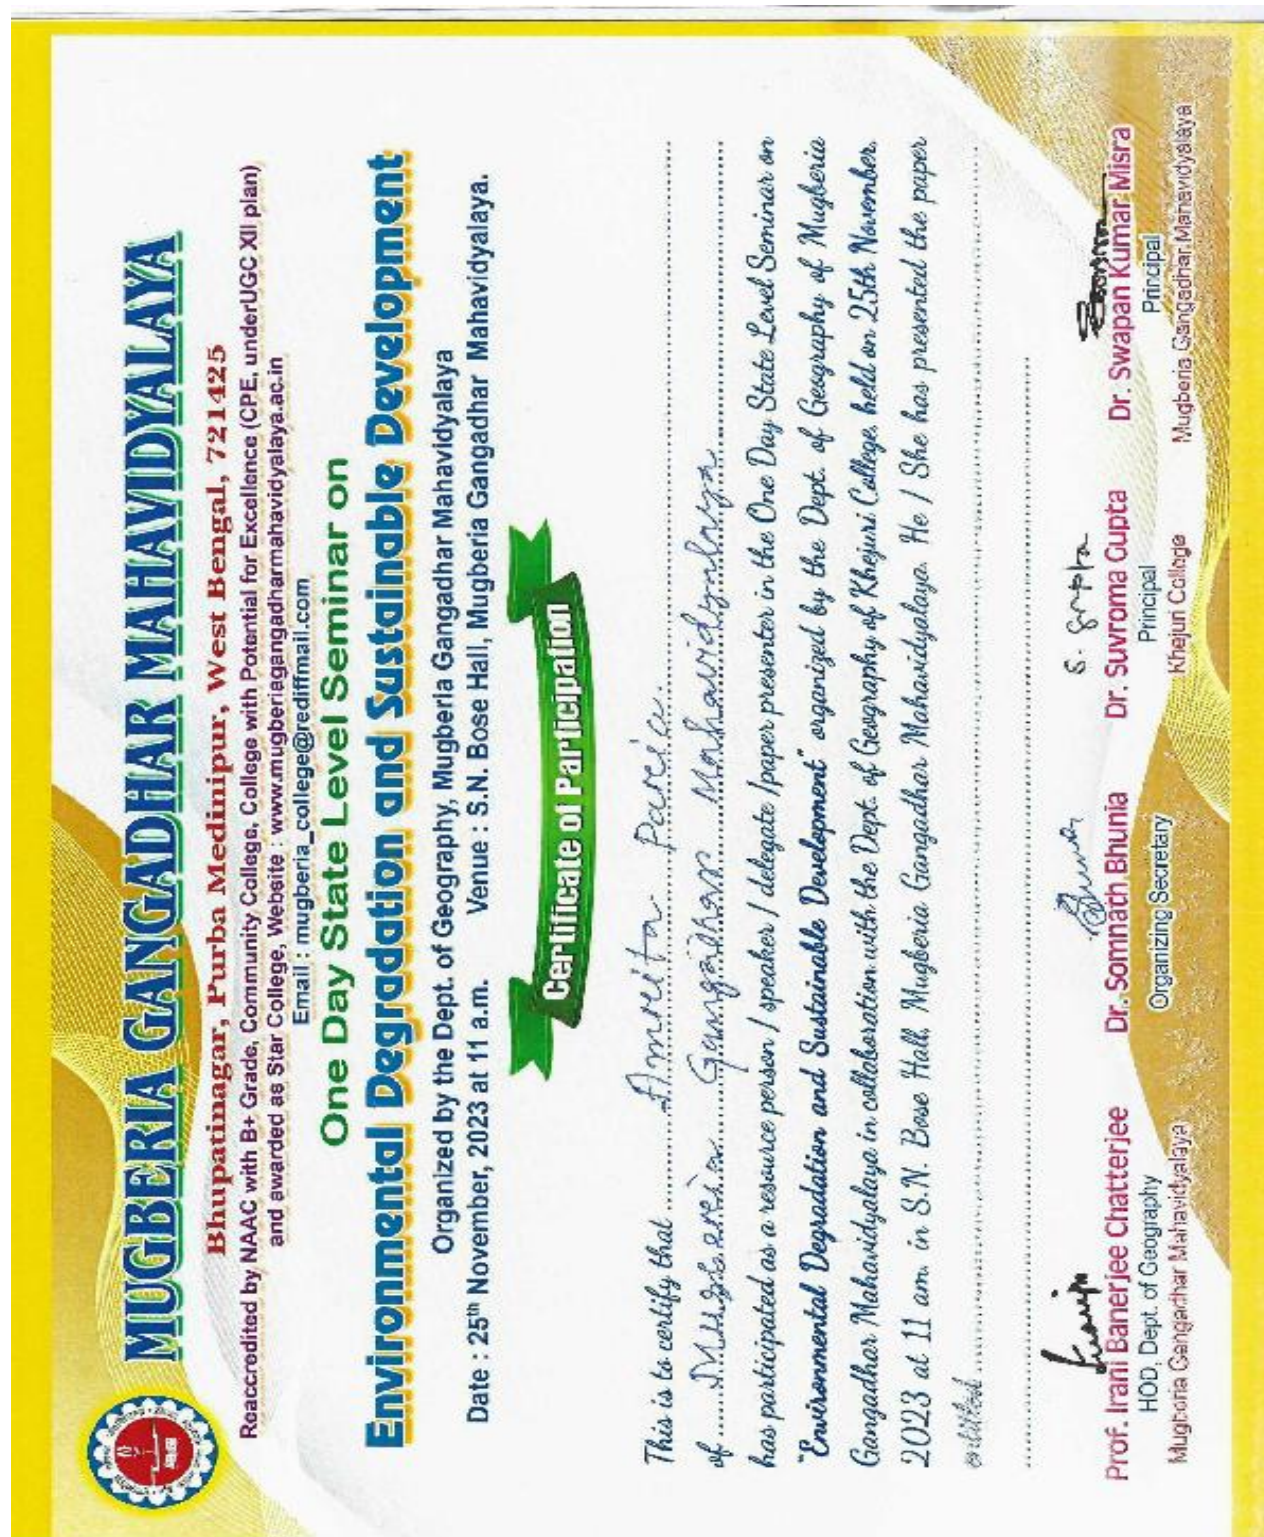 MUGBERIA GANGADHAR MAHAVIDYALAYA
Bhupatinagar, Purba Medinipur, West Bengal, 721425
Reaccredited by NAAC with B+ Grade, Community College, College with Potential for Excellence (CPE, underUGC XII plan)
and awarded as Star College, Website : www.mugberiagangadharmahavidyalaya.ac.in
Email : mugberia_college@rediffmail.com
One Day State Level Seminar on
Environmental Degradation and Sustainable Development
Organized by the Dept. of Geography, Mugberia Gangadhar Mahavidyalaya
Date : 25th November, 2023 at 11 a.m. Venue : S.N. Bose Hall, Mugberia Gangadhar Mahavidyalaya.
Certificate of Participation
This is to certify that Amrita Paria
of Mugberia Gangadhar Mahavidyalaya
has participated as a resource person / speaker / delegate /paper presenter in the One Day State Level Seminar on
"Environmental Degradation and Sustainable Development" organized by the Dept. of Geography of Mugberia
Gangadhar Mahavidyalaya in collaboration with the Dept. of Geography of Khejuri College, held on 25th November,
2023 at 11 am. in S.N. Bose Hall, Mugberia Gangadhar Mahavidyalaya. He / She has presented the paper
entitled
S. Gupta
Prof. Irani Banerjee Chatterjee Dr. Somnath Bhunia Dr. Suvroma Gupta Dr. Swapan Kumar Misra
HOD, Dept. of Geography Organizing Secretary Principal Principal
Mugberia Gangadhar Mahavidyalaya Khejuri College Mugberia Gangadhar Mahavidyalaya